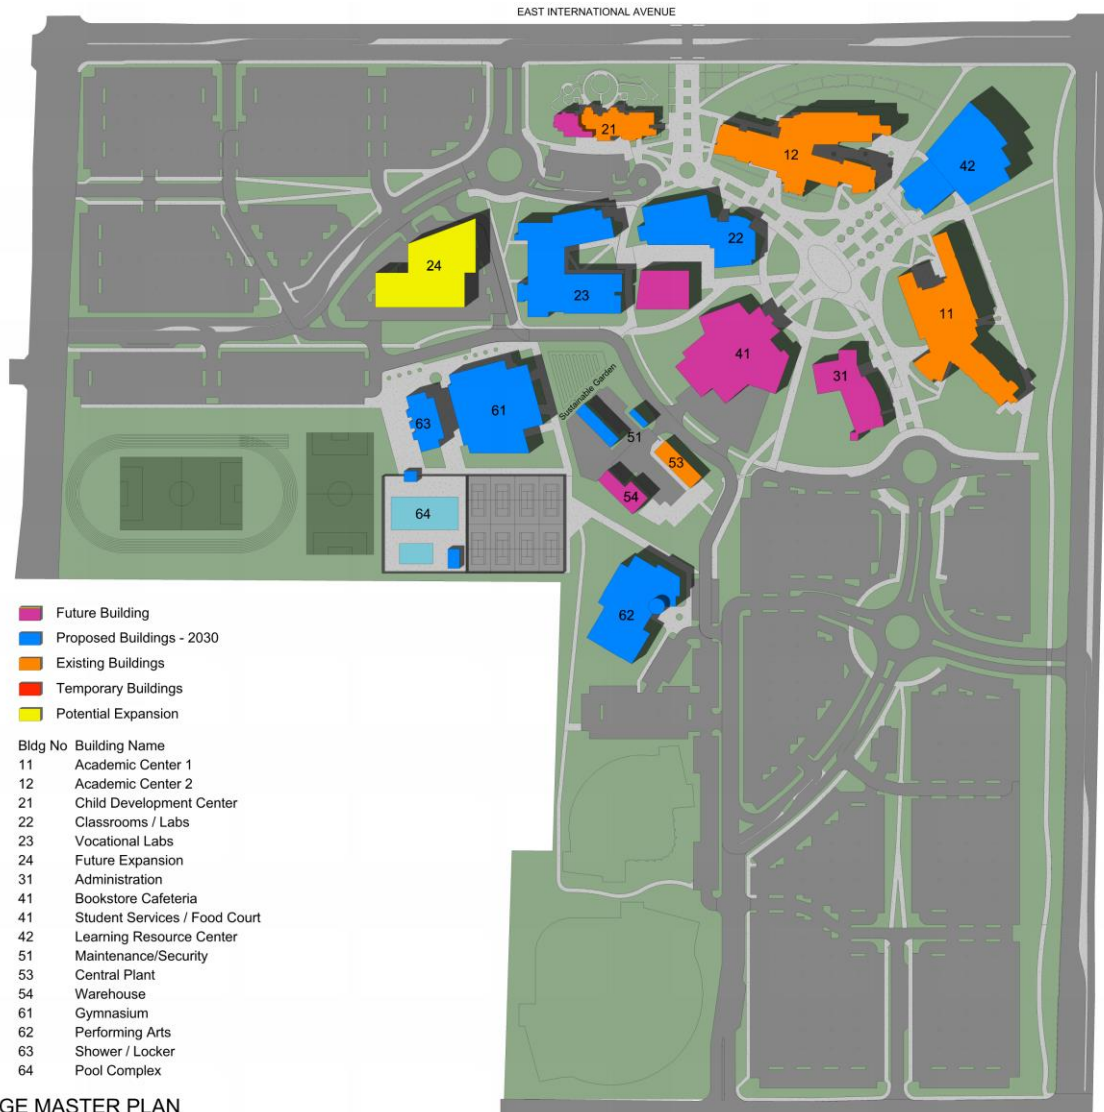 EAST INTERNATIONAL AVENUE
21
12
42
22
24
23
11
41
31
Sustainable Garden
61
63
51
53
54
64
62
Future Building
Proposed Buildings - 2030
Existing Buildings
Temporary Buildings
Potential Expansion
Bldg No Building Name
11 Academic Center 1
12 Academic Center 2
21 Child Development Center
22 Classrooms / Labs
23 Vocational Labs
24 Future Expansion
31 Administration
41 Bookstore Cafeteria
41 Student Services / Food Court
42 Learning Resource Center
51 Maintenance/Security
53 Central Plant
54 Warehouse
61 Gymnasium
62 Performing Arts
63 Shower / Locker
64 Pool Complex
GE MASTER PLAN